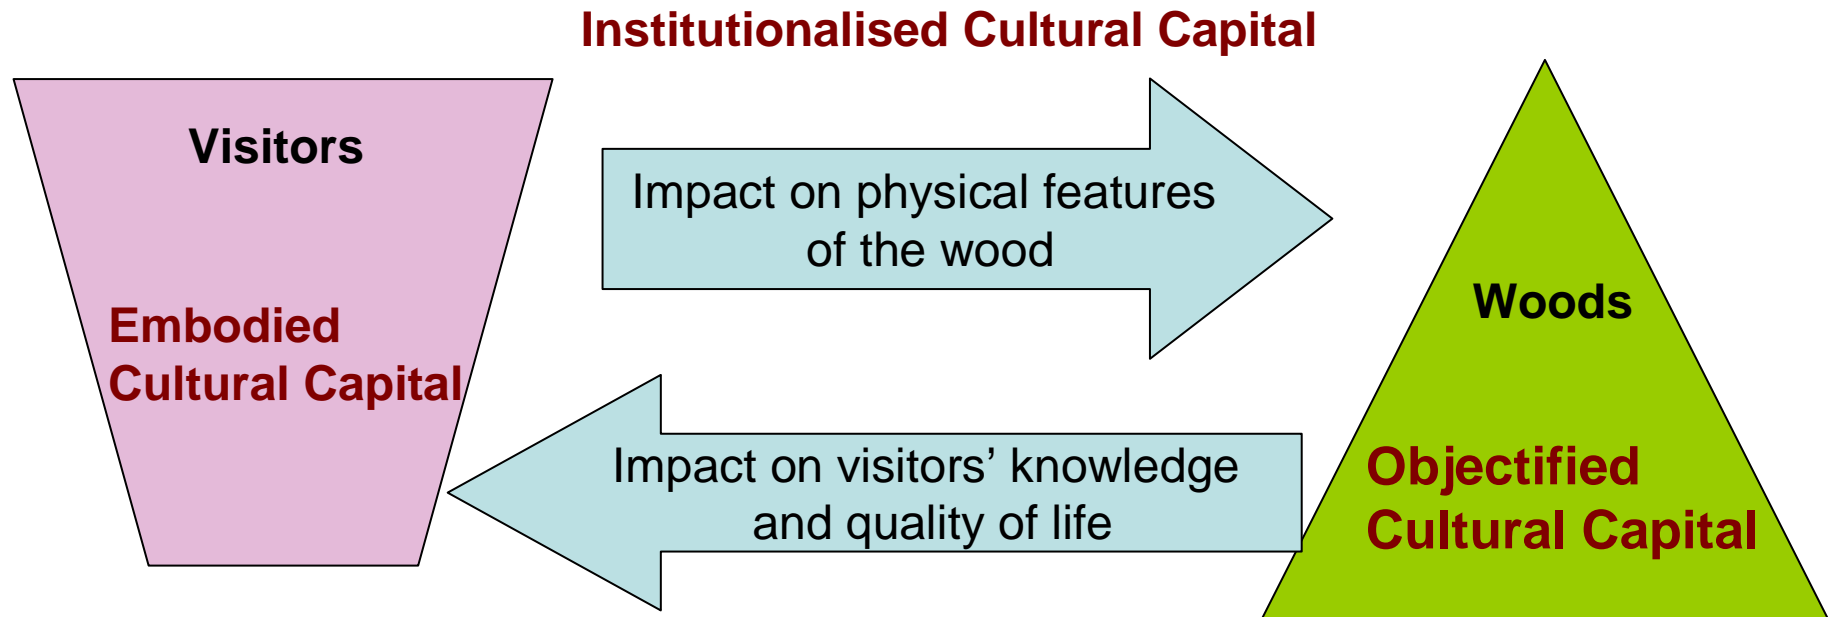 Institutionalised Cultural Capital
Visitors
Embodied
Cultural Capital
Impact on physical features
of the wood
Impact on visitors’ knowledge
and quality of life
Woods
Objectified
Cultural Capital